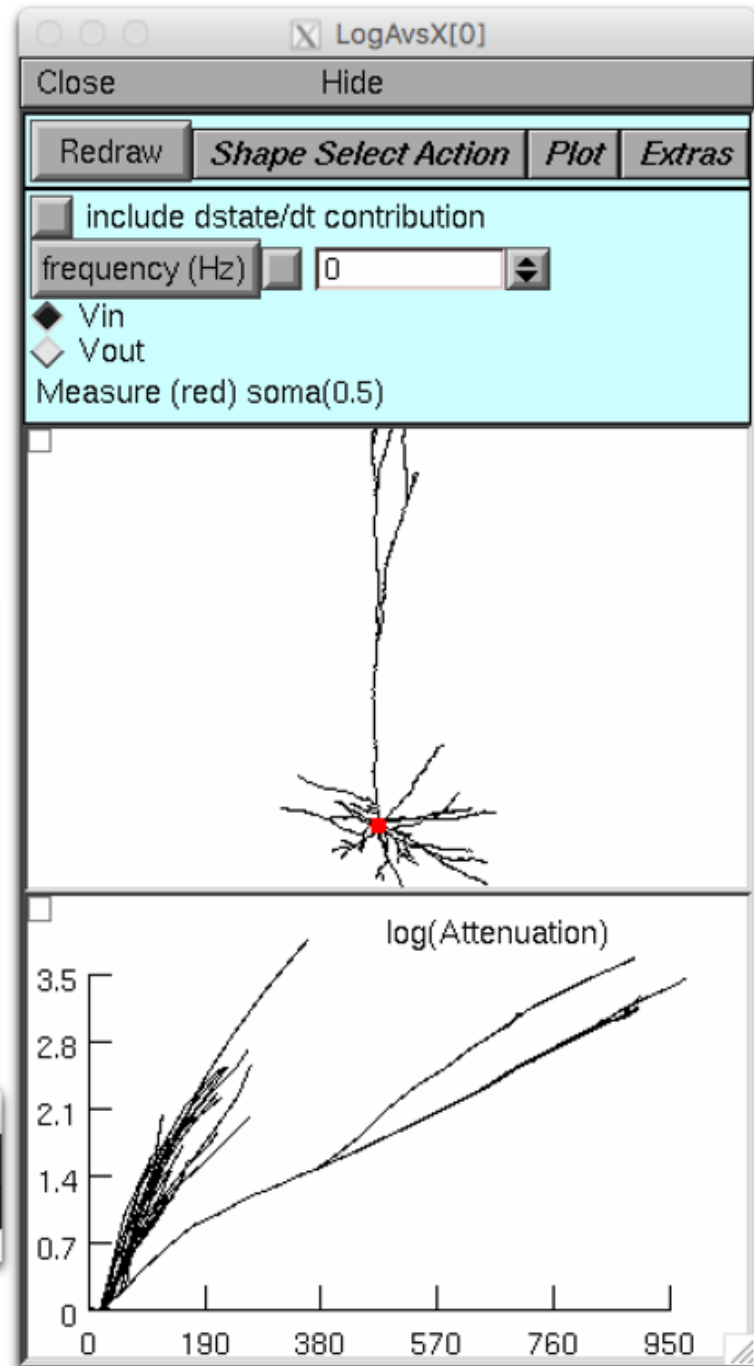 LogAvsX[0]
Close Hide
Redraw Shape Select Action Plot Extras
include dstate/dt contribution
frequency (Hz) 0
Vin
Vout
Measure (red) soma(0.5)
log(Attenuation)
3.5
2.8
2.1
1.4
0.7
0
0 190 380 570 760 950